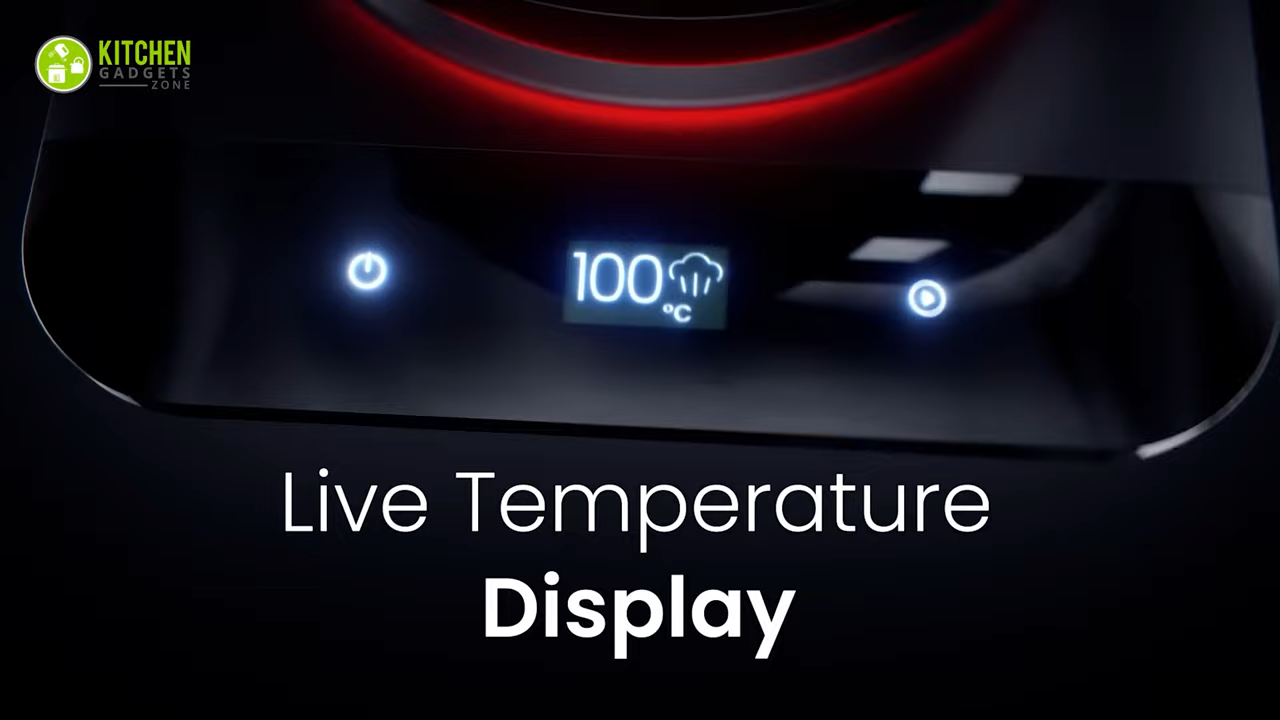 KITCHEN
GADGETS
ZONE
100
°C
Live Temperature
Display